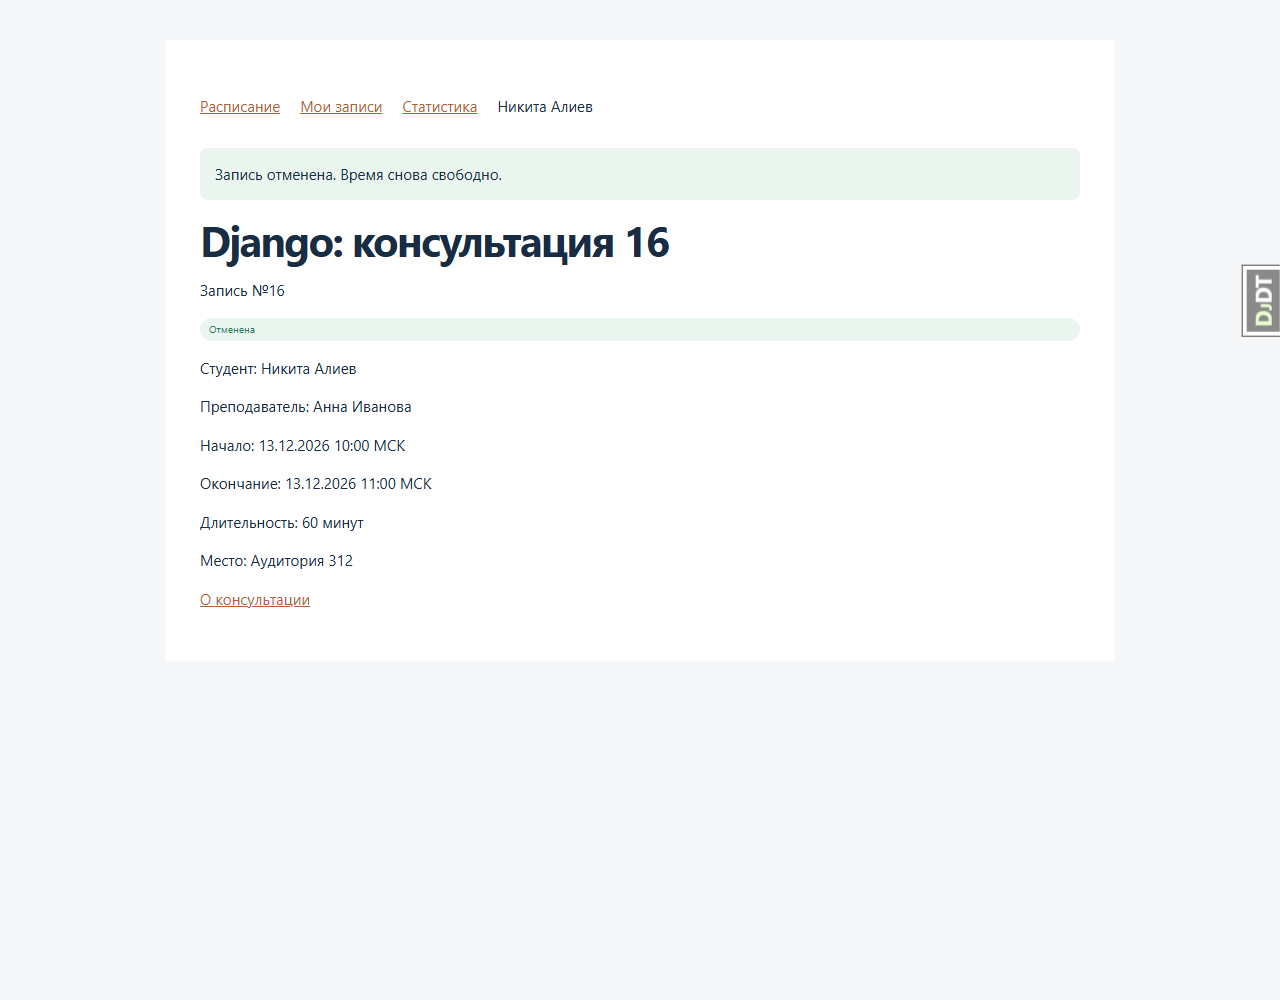 Расписание Мои записи Статистика Никита Алиев
Запись отменена. Время снова свободно.
Django: консультация 16
Запись №16
Отменена
Студент: Никита Алиев
Преподаватель: Анна Иванова
Начало: 13.12.2026 10:00 МСК
Окончание: 13.12.2026 11:00 МСК
Длительность: 60 минут
Место: Аудитория 312
О консультации
DJDT